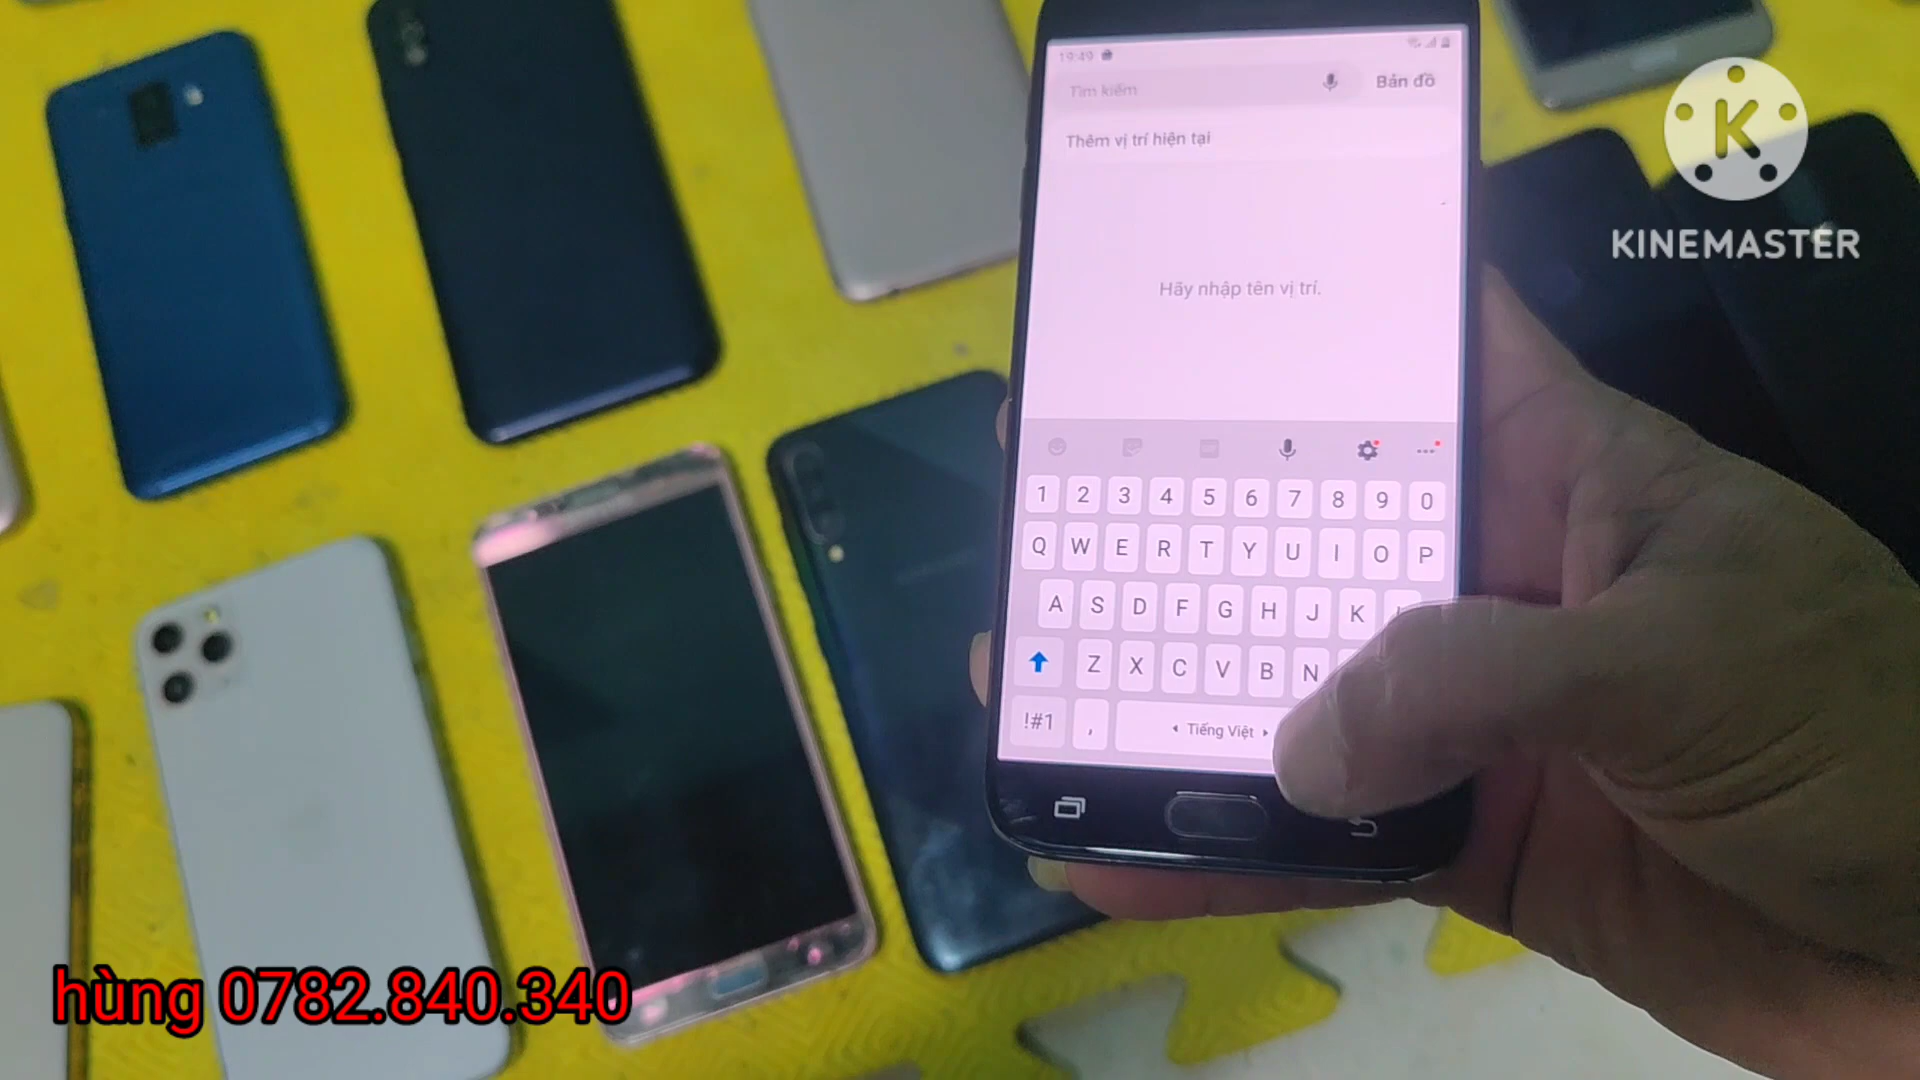 19:49
Tìm kiếm
Bản đồ
Thêm vị trí hiện tại
Hãy nhập tên vị trí.
1 2 3 4 5 6 7 8 9 0
Q W E R T Y U I O P
A S D F G H J K
Z X C V B N
!#1 , Tiếng Việt
K
KINEMASTER
hùng 0782.840.340